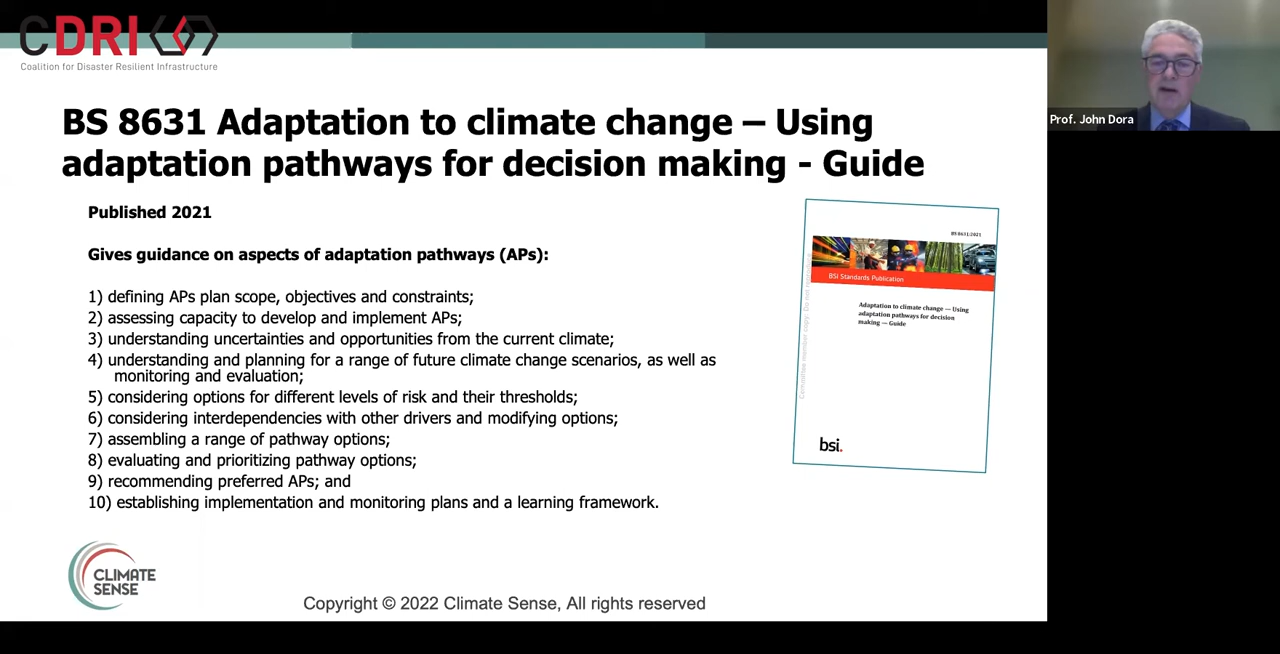 CDRI
Coalition for Disaster Resilient Infrastructure
Prof. John Dora
BS 8631 Adaptation to climate change – Using
adaptation pathways for decision making - Guide
Published 2021
Gives guidance on aspects of adaptation pathways (APs):
1) defining APs plan scope, objectives and constraints;
2) assessing capacity to develop and implement APs;
3) understanding uncertainties and opportunities from the current climate;
4) understanding and planning for a range of future climate change scenarios, as well as
monitoring and evaluation;
5) considering options for different levels of risk and their thresholds;
6) considering interdependencies with other drivers and modifying options;
7) assembling a range of pathway options;
8) evaluating and prioritizing pathway options;
9) recommending preferred APs; and
10) establishing implementation and monitoring plans and a learning framework.
BS 8631:2021
BSI Standards Publication
Adaptation to climate change — Using
adaptation pathways for decision
making — Guide
Committee member copy: Do not reproduce
bsi.
CLIMATE
SENSE
Copyright © 2022 Climate Sense, All rights reserved